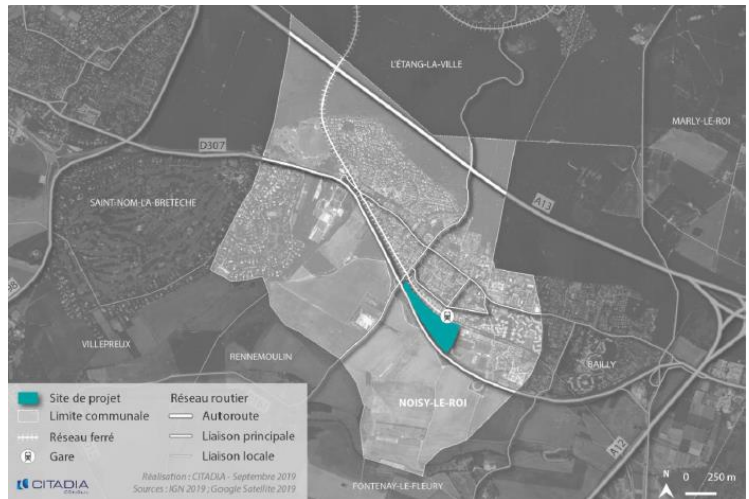 L'ÉTANG-LA-VILLE
MARLY-LE ROI
D307
A13
SAINT-NOM-LA-BRETÈCHE
VILLEPREUX
RENNEMOULIN
BAILLY
NOISY-LE-ROI
A12
FONTENAY-LE-FLEURY
Site de projet
Limite communale
Réseau ferré
Gare
Réseau routier
Autoroute
Liaison principale
Liaison locale
CITADIA
Réalisation : CITADIA - Septembre 2019
Sources : IGN 2019 ; Google Satellite 2019
N
0 250 m